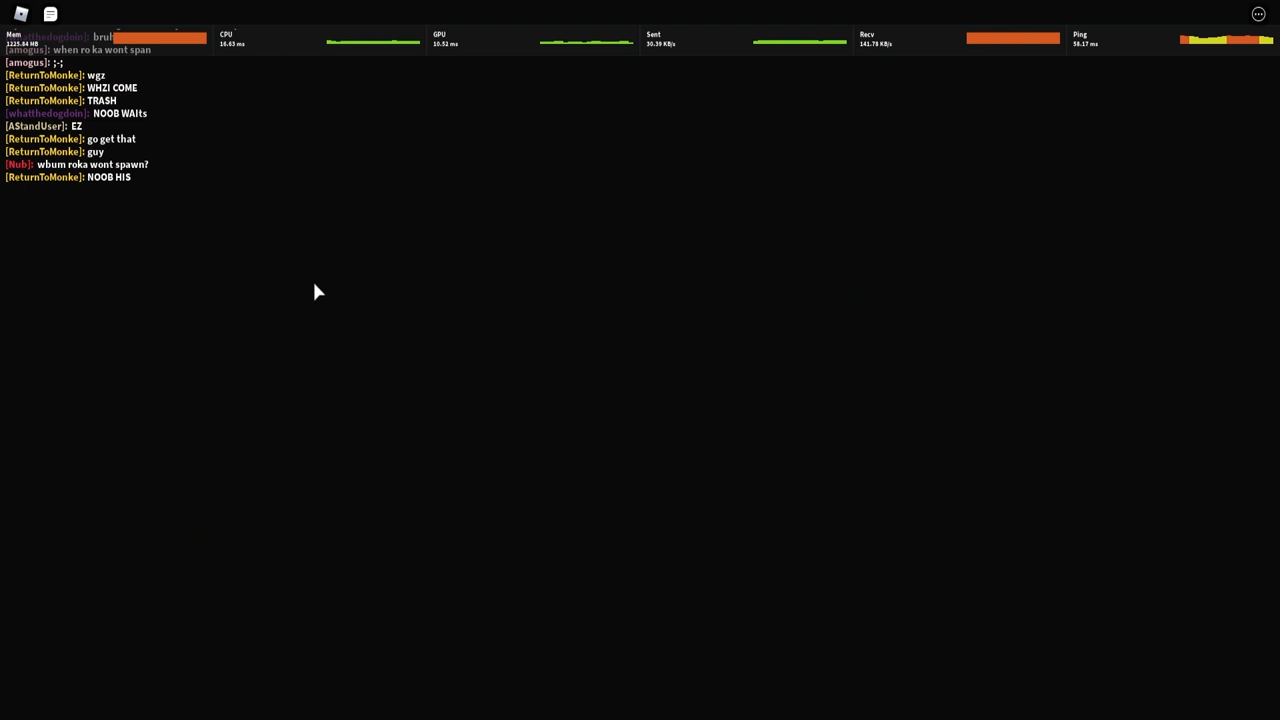 Mem
1225.84 MB
CPU
16.63 ms
GPU
10.52 ms
Sent
30.39 KB/s
Recv
141.78 KB/s
Ping
58.17 ms
[whatthedogdoin]: bruh
[amogus]: when ro ka wont span
[amogus]: ;-;
[ReturnToMonke]: wgz
[ReturnToMonke]: WHZI COME
[ReturnToMonke]: TRASH
[whatthedogdoin]: NOOB WAIts
[AStandUser]: EZ
[ReturnToMonke]: go get that
[ReturnToMonke]: guy
[Nub]: wbum roka wont spawn?
[ReturnToMonke]: NOOB HIS